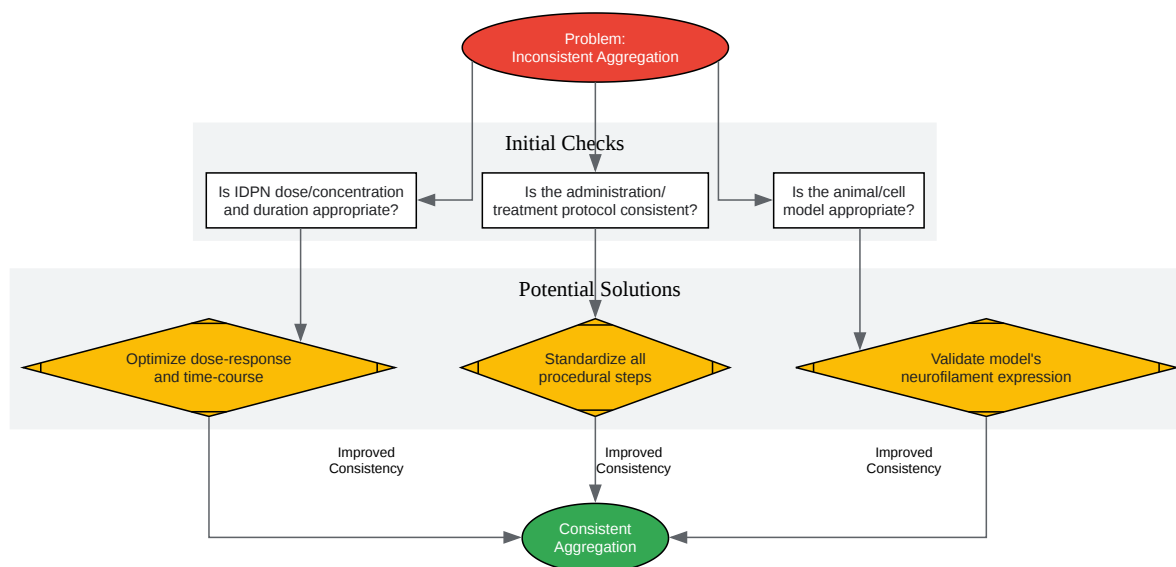 Problem:
Inconsistent Aggregation
Initial Checks
Is IDPN dose/concentration
and duration appropriate?
Is the administration/
treatment protocol consistent?
Is the animal/cell
model appropriate?
Potential Solutions
Optimize dose-response
and time-course
Standardize all
procedural steps
Validate model's
neurofilament expression
Improved
Consistency
Improved
Consistency
Improved
Consistency
Consistent
Aggregation